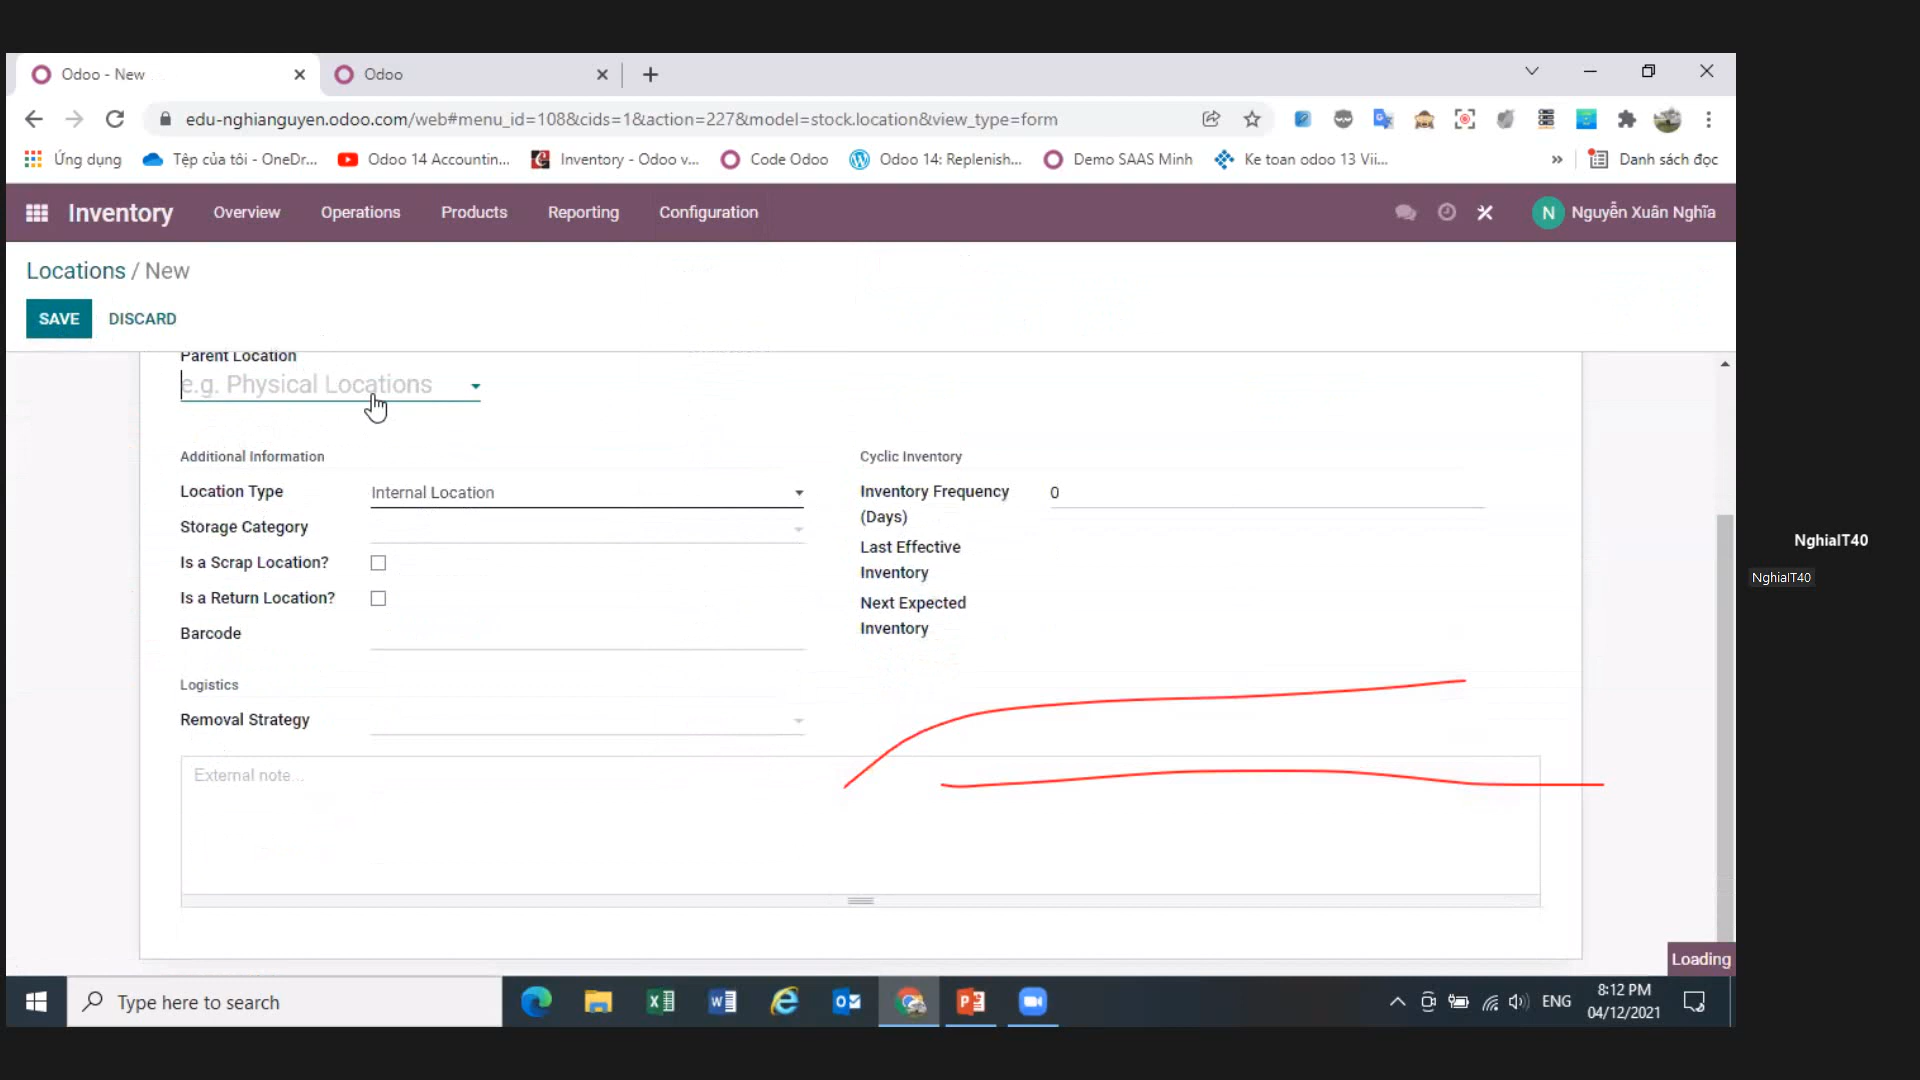 Odoo - New
Odoo
edu-nghianguyen.odoo.com/web#menu_id=108&cids=1&action=227&model=stock.location&view_type=form
Ứng dụng
Tệp của tôi - OneDr...
Odoo 14 Accountin...
Inventory - Odoo v...
Code Odoo
Odoo 14: Replenish...
Demo SAAS Minh
Ke toan odoo 13 Vii...
»
Danh sách đọc
Inventory
Overview
Operations
Products
Reporting
Configuration
N
Nguyễn Xuân Nghĩa
Locations / New
SAVE
DISCARD
Parent Location
e.g. Physical Locations
Additional Information
Location Type
Internal Location
Storage Category
Is a Scrap Location?
Is a Return Location?
Barcode
Cyclic Inventory
Inventory Frequency
(Days)
0
Last Effective
Inventory
Next Expected
Inventory
Logistics
Removal Strategy
External note...
Loading
NghiaIT40
NghiaIT40
Type here to search
ENG
8:12 PM
04/12/2021